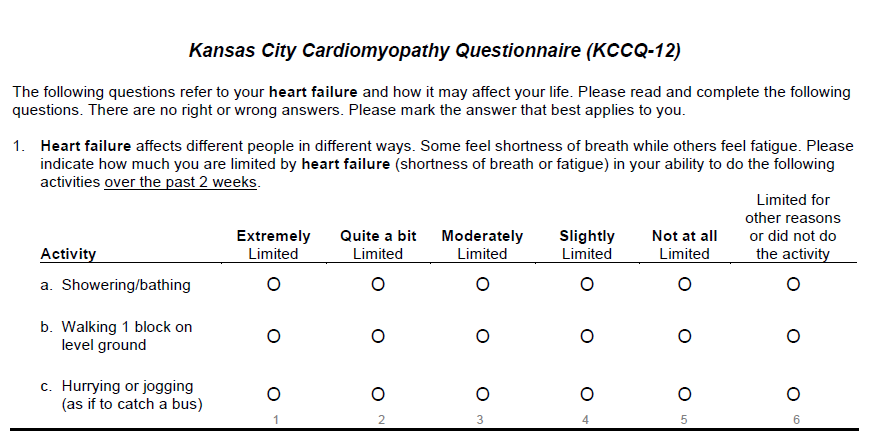 Kansas City Cardiomyopathy Questionnaire (KCCQ-12)
The following questions refer to your heart failure and how it may affect your life. Please read and complete the following
questions. There are no right or wrong answers. Please mark the answer that best applies to you.
1. Heart failure affects different people in different ways. Some feel shortness of breath while others feel fatigue. Please
indicate how much you are limited by heart failure (shortness of breath or fatigue) in your ability to do the following
activities over the past 2 weeks.
Limited for
other reasons
Extremely Quite a bit Moderately Slightly Not at all or did not do
Activity Limited Limited Limited Limited Limited the activity
a. Showering/bathing O O O O O O
b. Walking 1 block on
level ground O O O O O O
c. Hurrying or jogging
(as if to catch a bus) O O O O O O
1 2 3 4 5 6